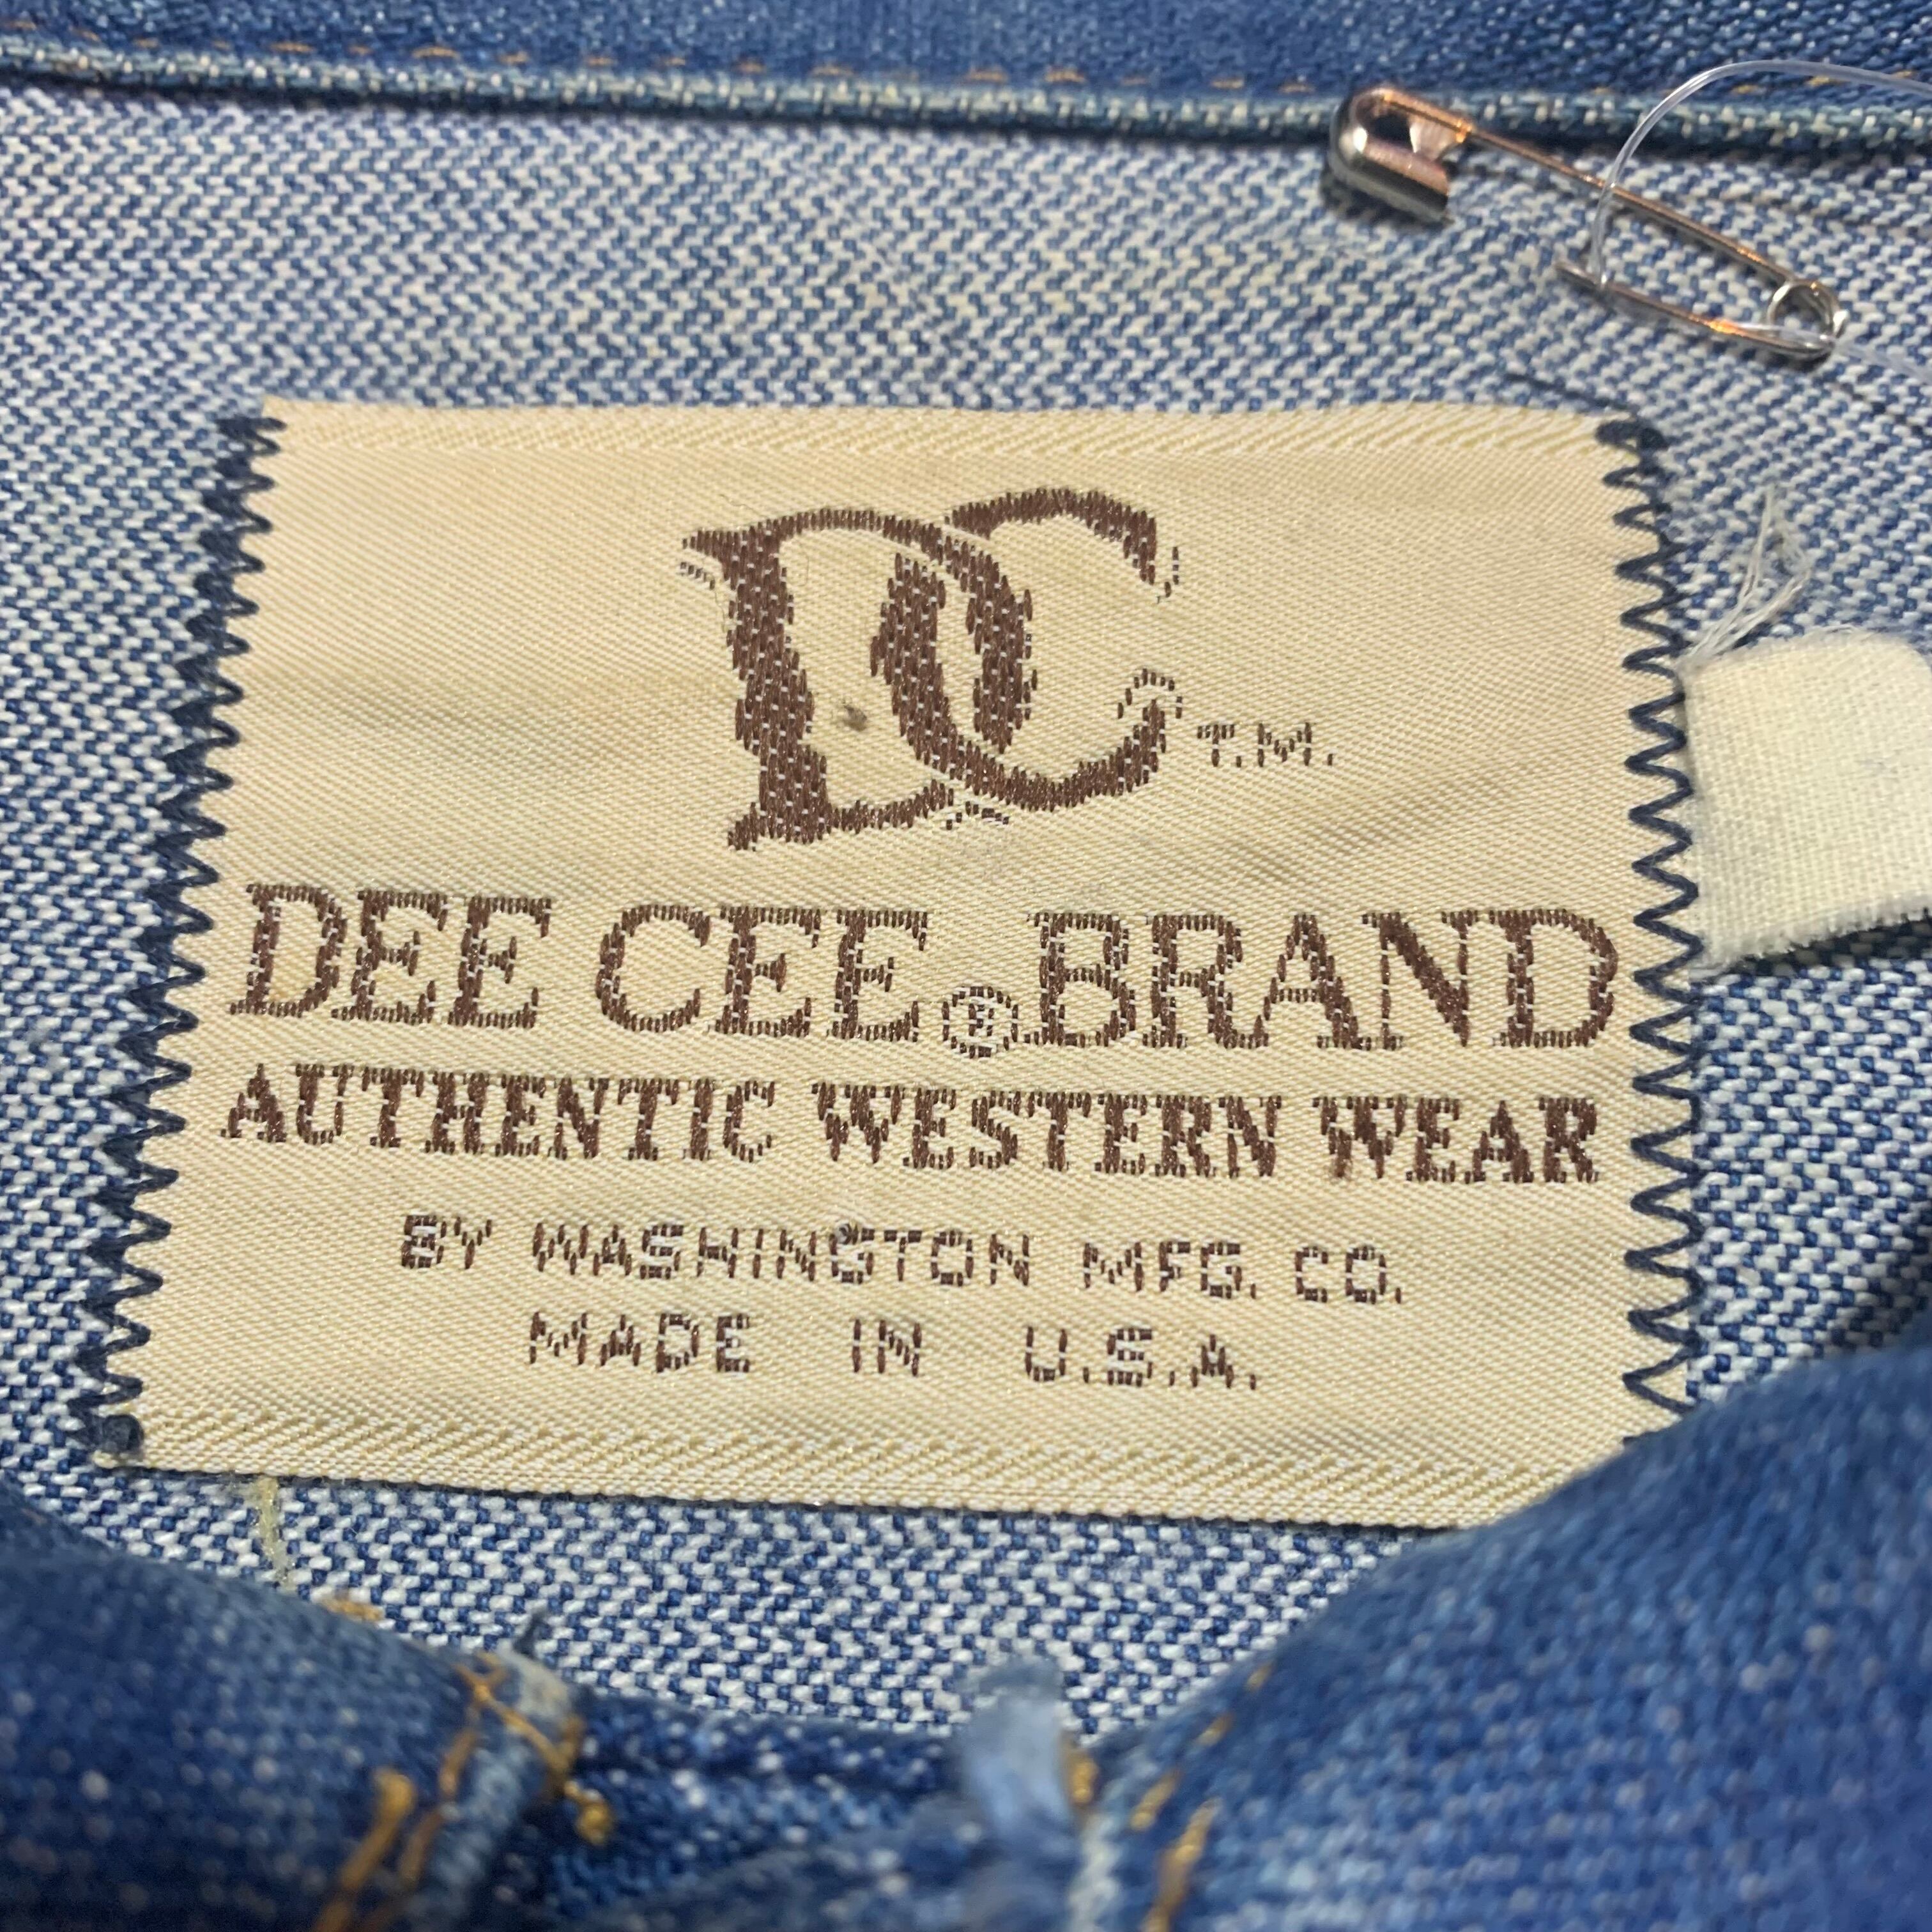 DC T.M.
DEE CEE ® BRAND
AUTHENTIC WESTERN WEAR
BY WASHINGTON MFG. CO.
MADE IN U.S.A.